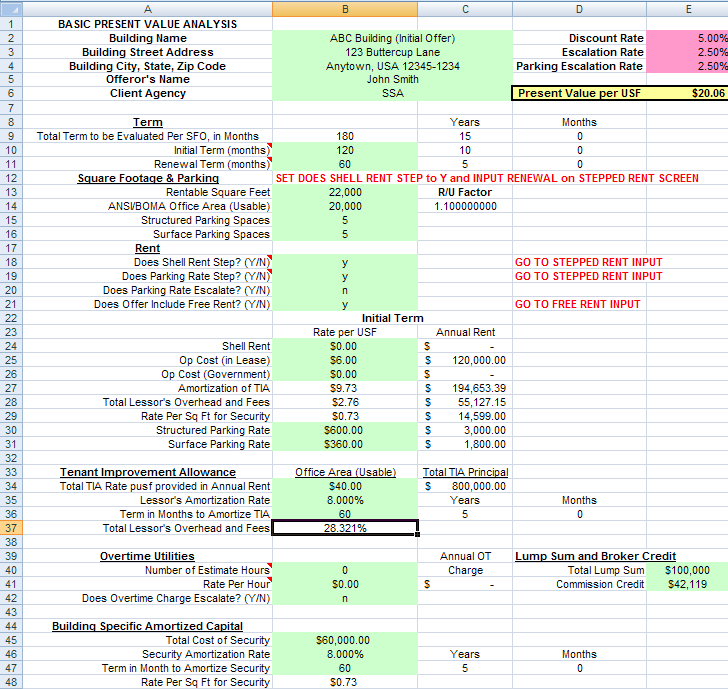 A B C D E
1 BASIC PRESENT VALUE ANALYSIS
2 Building Name ABC Building (Initial Offer) Discount Rate 5.00%
3 Building Street Address 123 Buttercup Lane Escalation Rate 2.50%
4 Building City, State, Zip Code Anytown, USA 12345-1234 Parking Escalation Rate 2.50%
5 Offeror's Name John Smith
6 Client Agency SSA Present Value per USF $20.06
7
8 Term Years Months
9 Total Term to be Evaluated Per SFO, in Months 180 15 0
10 Initial Term (months) 120 10 0
11 Renewal Term (months) 60 5 0
12 Square Footage & Parking SET DOES SHELL RENT STEP to Y and INPUT RENEWAL on STEPPED RENT SCREEN
13 Rentable Square Feet 22,000 R/U Factor
14 ANSI/BOMA Office Area (Usable) 20,000 1.100000000
15 Structured Parking Spaces 5
16 Surface Parking Spaces 5
17 Rent
18 Does Shell Rent Step? (Y/N) y GO TO STEPPED RENT INPUT
19 Does Parking Rate Step? (Y/N) y GO TO STEPPED RENT INPUT
20 Does Parking Rate Escalate? (Y/N) n
21 Does Offer Include Free Rent? (Y/N) y GO TO FREE RENT INPUT
22 Initial Term
23 Rate per USF Annual Rent
24 Shell Rent $0.00 $ -
25 Op Cost (in Lease) $6.00 $ 120,000.00
26 Op Cost (Government) $0.00 $ -
27 Amortization of TIA $9.73 $ 194,653.39
28 Total Lessor's Overhead and Fees $2.76 $ 55,127.15
29 Rate Per Sq Ft for Security $0.73 $ 14,599.00
30 Structured Parking Rate $600.00 $ 3,000.00
31 Surface Parking Rate $360.00 $ 1,800.00
32
33 Tenant Improvement Allowance Office Area (Usable) Total TIA Principal
34 Total TIA Rate pusf provided in Annual Rent $40.00 $ 800,000.00
35 Lessor's Amortization Rate 8.000% Years Months
36 Term in Months to Amortize TIA 60 5 0
37 Total Lessor's Overhead and Fees 28.321%
38
39 Overtime Utilities Annual OT Lump Sum and Broker Credit
40 Number of Estimate Hours 0 Charge Total Lump Sum $100,000
41 Rate Per Hour $0.00 $ - Commission Credit $42,119
42 Does Overtime Charge Escalate? (Y/N) n
43
44 Building Specific Amortized Capital
45 Total Cost of Security $60,000.00
46 Security Amortization Rate 8.000% Years Months
47 Term in Month to Amortize Security 60 5 0
48 Rate Per Sq Ft for Security $0.73